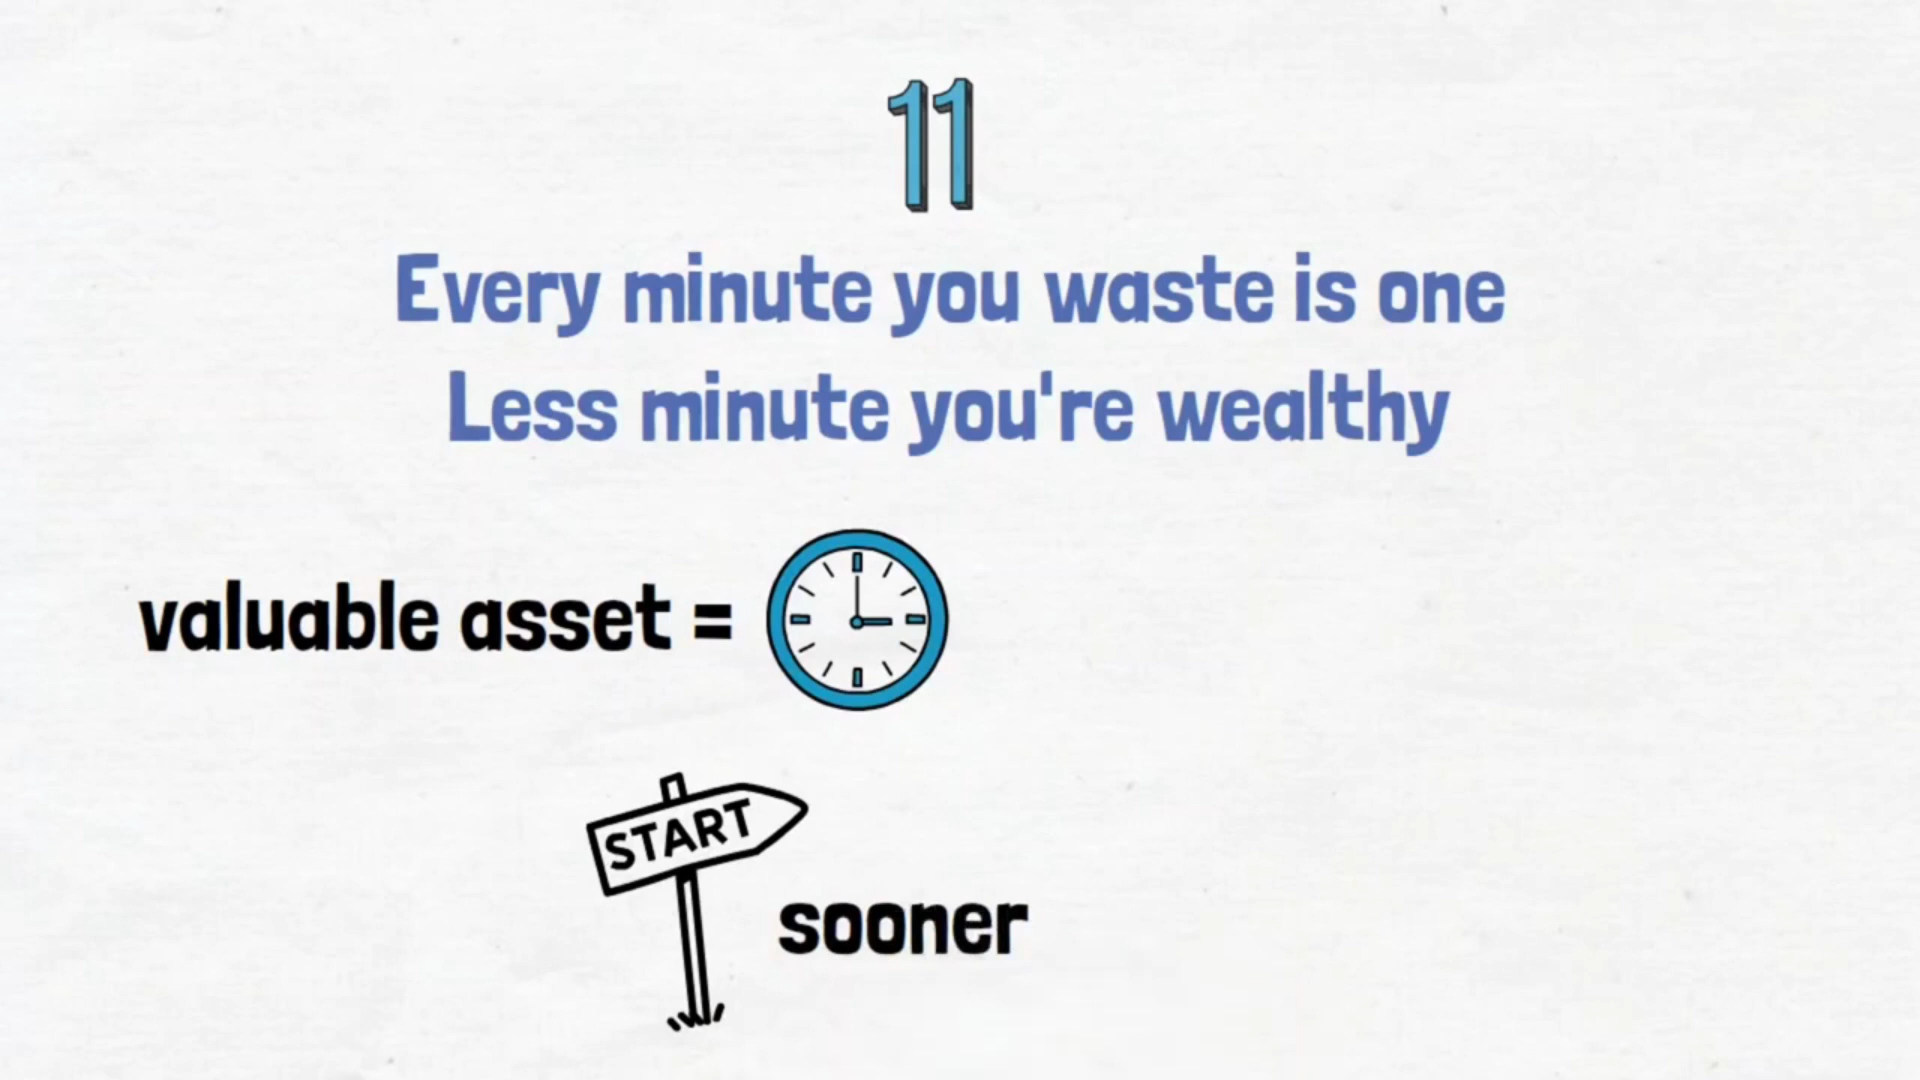 11
Every minute you waste is one
Less minute you're wealthy
valuable asset =
START
sooner